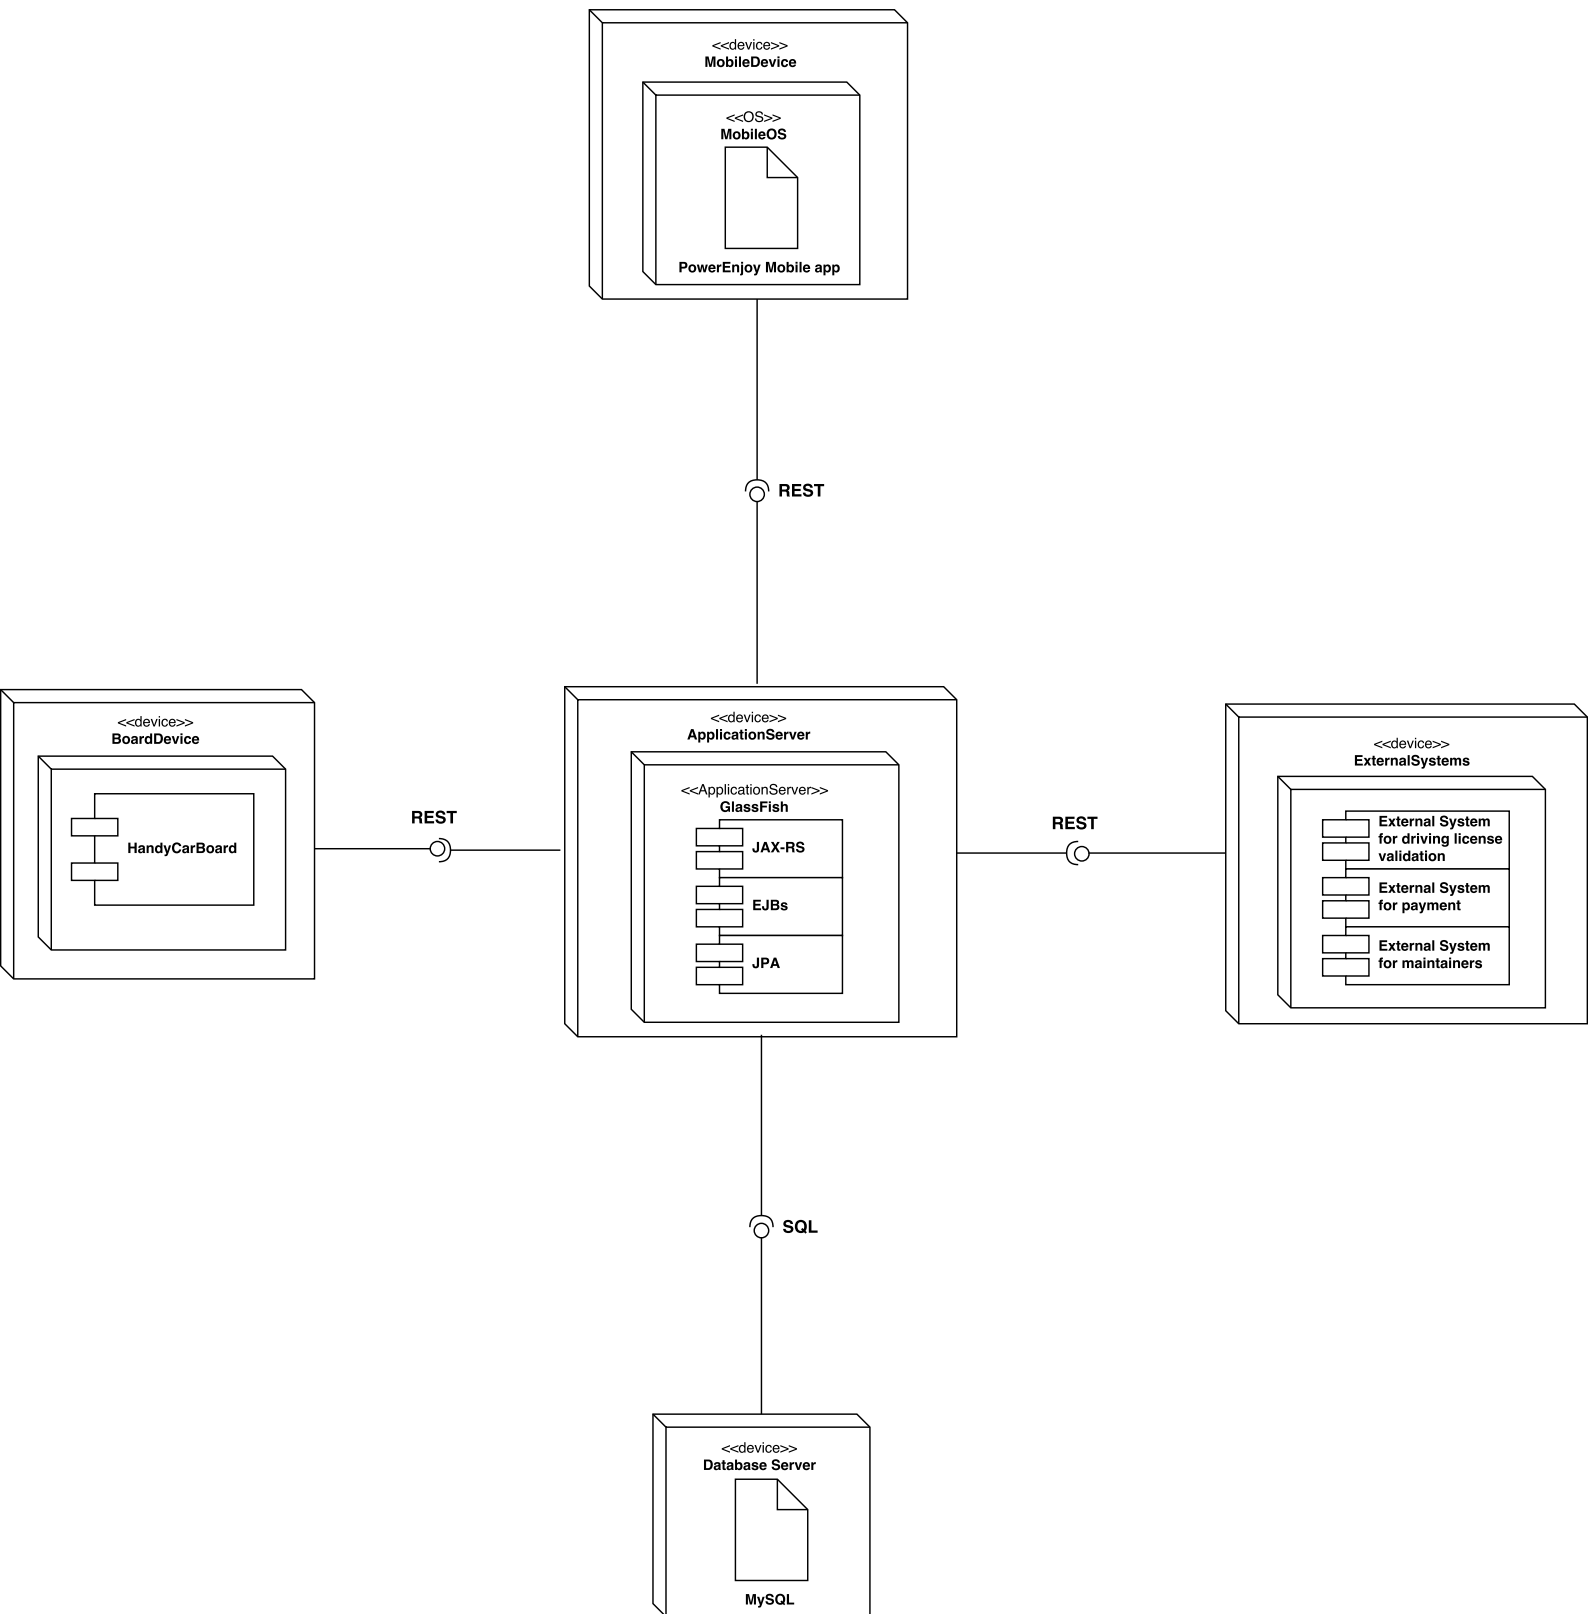 <<device>>
MobileDevice
<<OS>>
MobileOS
PowerEnjoy Mobile app
REST
<<device>>
BoardDevice
HandyCarBoard
REST
<<device>>
ApplicationServer
<<ApplicationServer>>
GlassFish
JAX-RS
EJBs
JPA
REST
<<device>>
ExternalSystems
External System
for driving license
validation
External System
for payment
External System
for maintainers
SQL
<<device>>
Database Server
MySQL